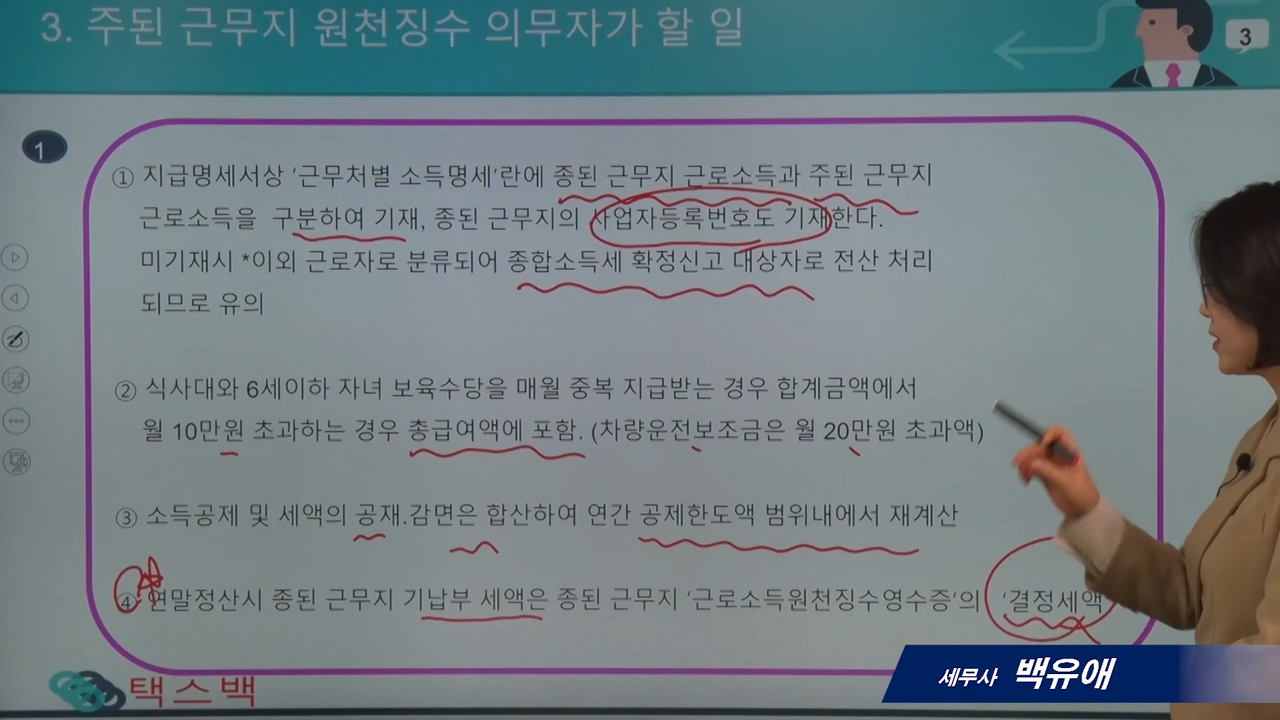 3. 주된 근무지 원천징수 의무자가 할 일
3
1
① 지급명세서상 '근무처별 소득명세'란에 종된 근무지 근로소득과 주된 근무지
근로소득을 구분하여 기재, 종된 근무지의 사업자등록번호도 기재한다.
미기재시 *이외 근로자로 분류되어 종합소득세 확정신고 대상자로 전산 처리
되므로 유의
② 식사대와 6세이하 자녀 보육수당을 매월 중복 지급받는 경우 합계금액에서
월 10만원 초과하는 경우 총급여액에 포함. (차량운전보조금은 월 20만원 초과액)
③ 소득공제 및 세액의 공재.감면은 합산하여 연간 공제한도액 범위내에서 재계산
④ 연말정산시 종된 근무지 기납부 세액은 종된 근무지 '근로소득원천징수영수증'의 '결정세액'
택스백
세무사 백유애